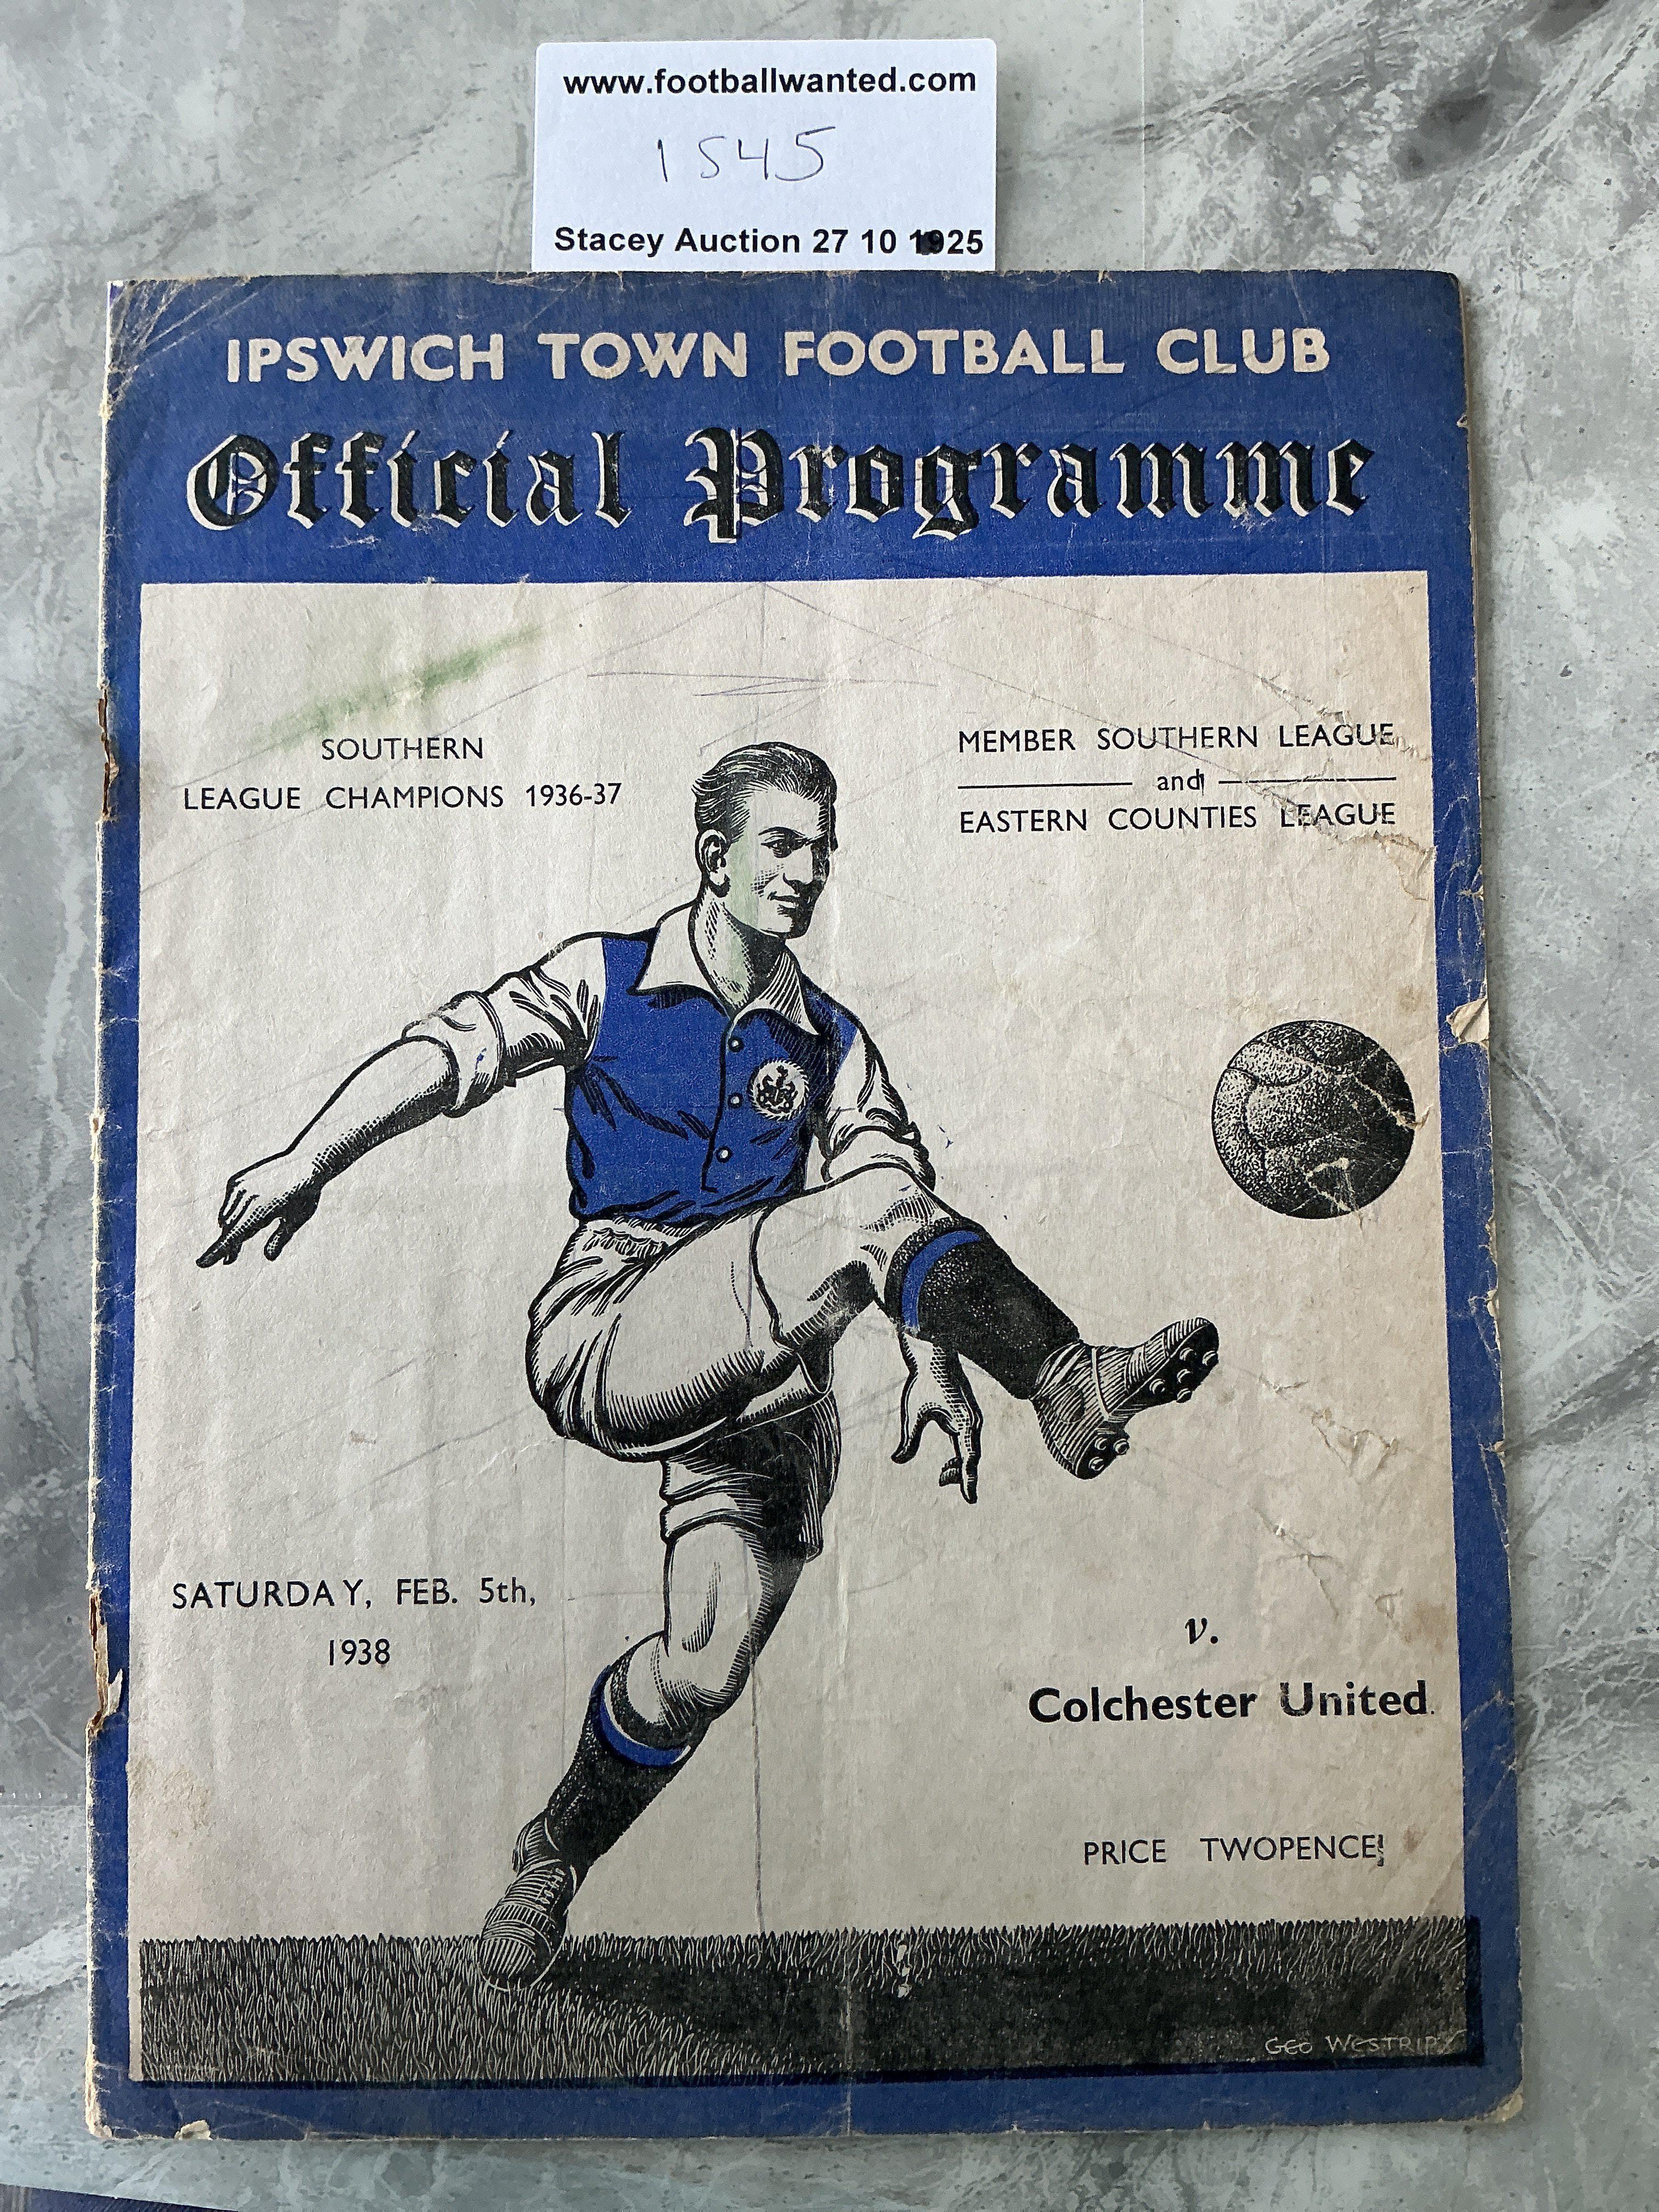 www.footballwanted.com
1545
Stacey Auction 27 10 1925
IPSWICH TOWN FOOTBALL CLUB
Official Programme
SOUTHERN
LEAGUE CHAMPIONS 1936-37
MEMBER SOUTHERN LEAGUE
and
EASTERN COUNTIES LEAGUE
SATURDAY, FEB. 5th,
1938
v.
Colchester United.
PRICE TWOPENCE
GEO WESTRIP